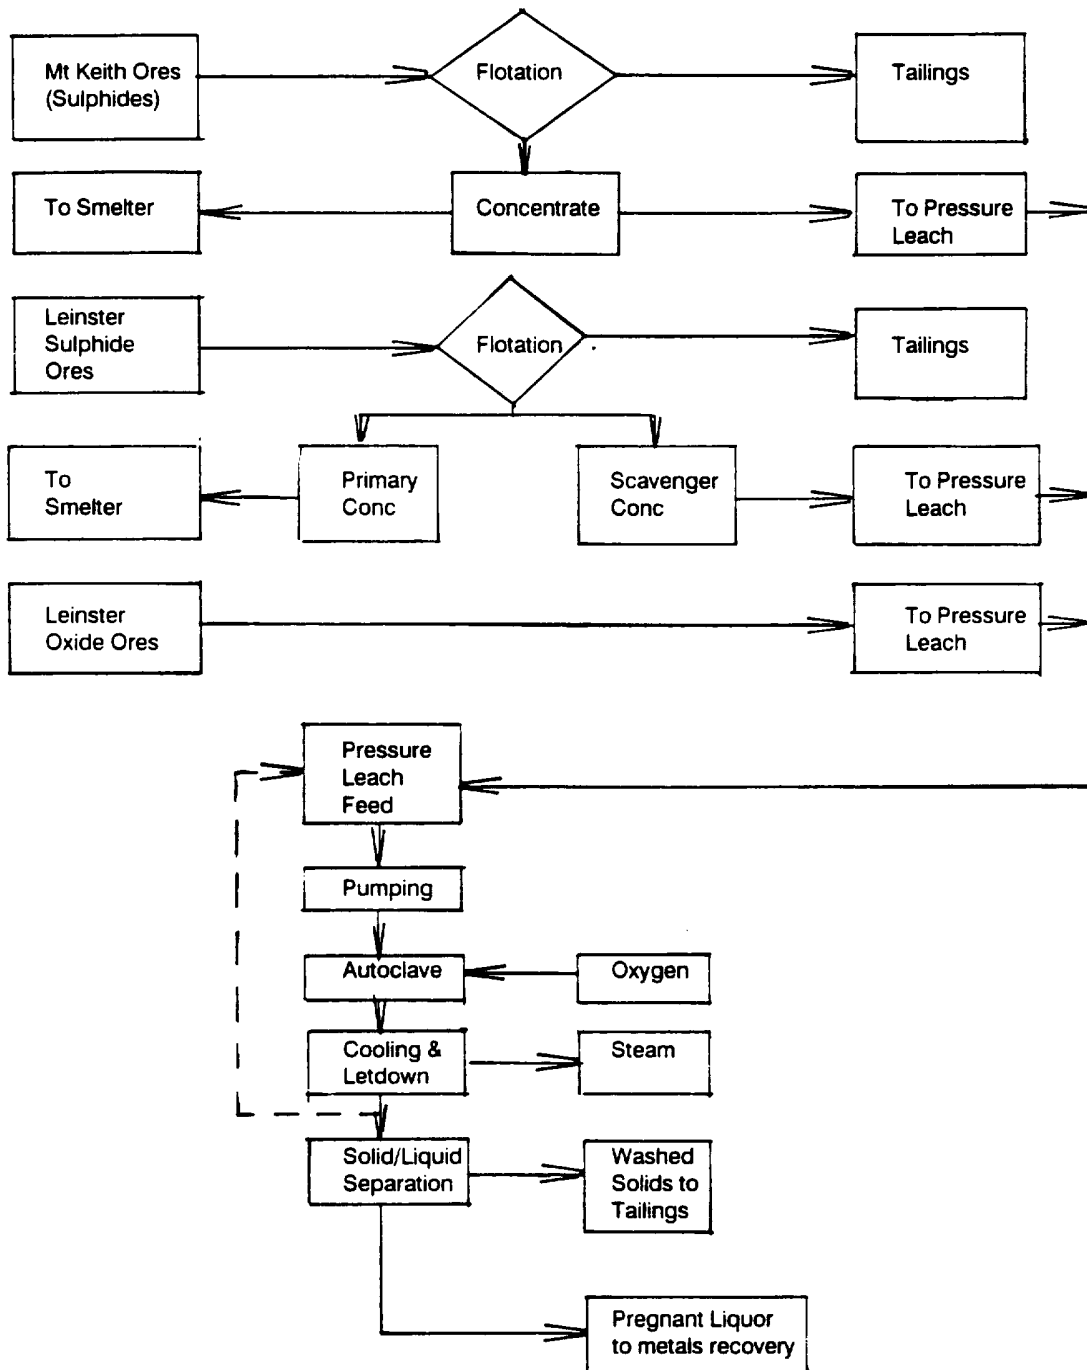 Mt Keith Ores
(Sulphides)
Flotation
Tailings
To Smelter
Concentrate
To Pressure
Leach
Leinster
Sulphide
Ores
Flotation
Tailings
To
Smelter
Primary
Conc
Scavenger
Conc
To Pressure
Leach
Leinster
Oxide Ores
To Pressure
Leach
Pressure
Leach
Feed
Pumping
Autoclave
Oxygen
Cooling &
Letdown
Steam
Solid/Liquid
Separation
Washed
Solids to
Tailings
Pregnant Liquor
to metals recovery